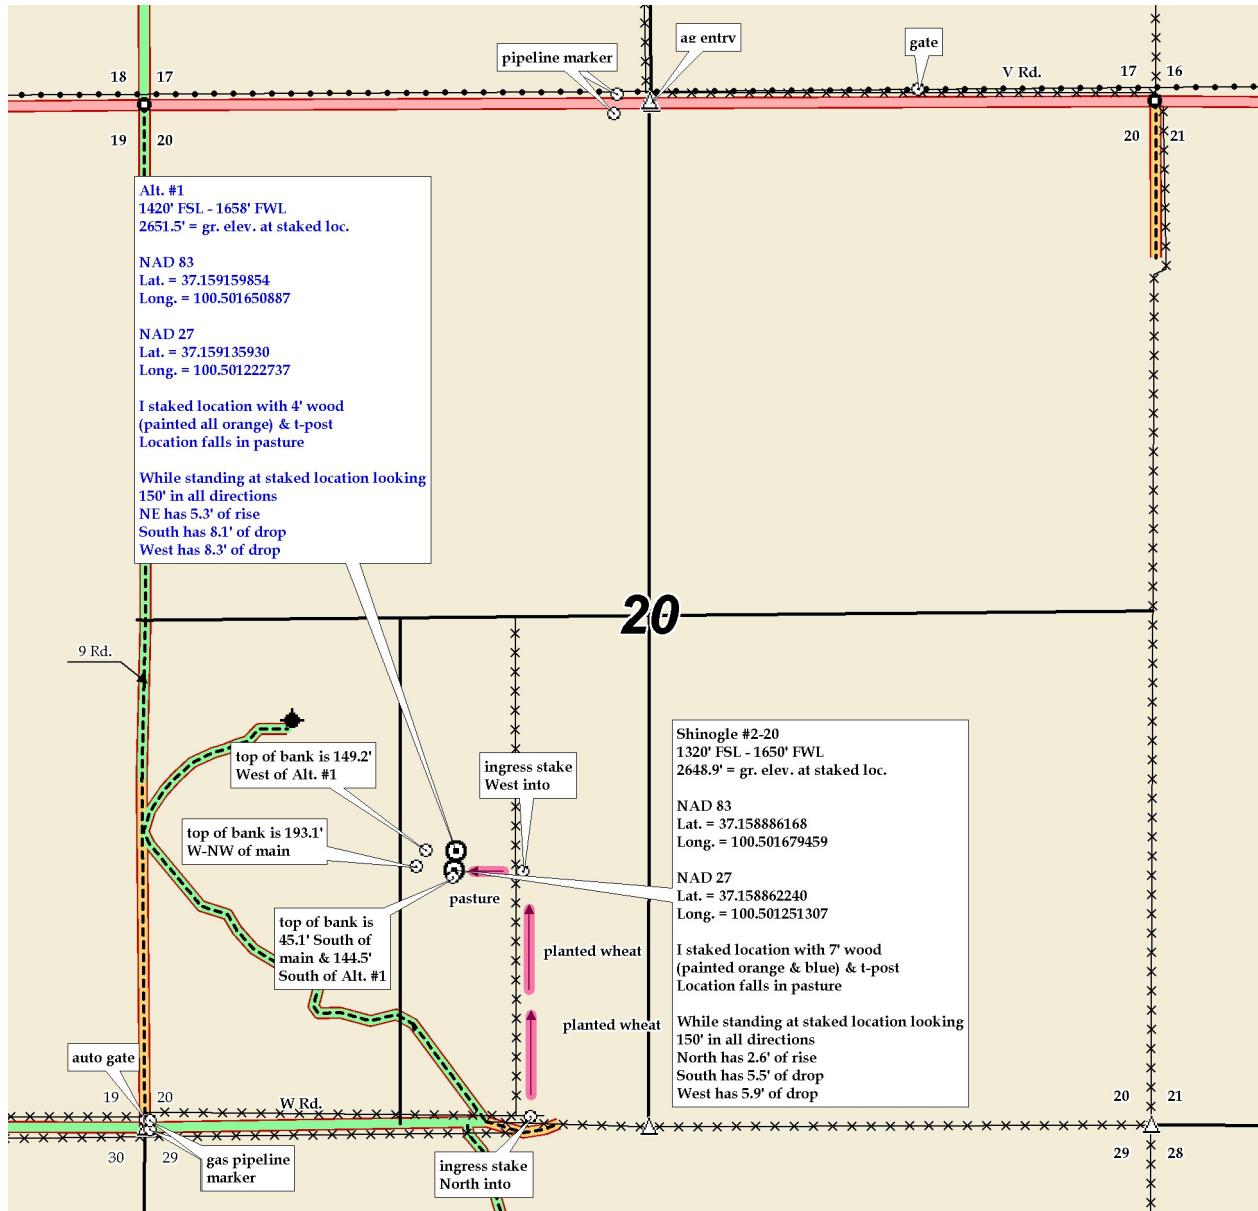 ag entry
pipeline marker
gate
V Rd.
18 17
17 16
19 20
20 21
Alt. #1
1420' FSL - 1658' FWL
2651.5' = gr. elev. at staked loc.
NAD 83
Lat. = 37.159159854
Long. = 100.501650887
NAD 27
Lat. = 37.159135930
Long. = 100.501222737
I staked location with 4' wood
(painted all orange) & t-post
Location falls in pasture
While standing at staked location looking
150' in all directions
NE has 5.3' of rise
South has 8.1' of drop
West has 8.3' of drop
20
9 Rd.
top of bank is 149.2'
West of Alt. #1
ingress stake
West into
top of bank is 193.1'
W-NW of main
pasture
top of bank is
45.1' South of
main & 144.5'
South of Alt. #1
planted wheat
planted wheat
Shinogle #2-20
1320' FSL - 1650' FWL
2648.9' = gr. elev. at staked loc.
NAD 83
Lat. = 37.158886168
Long. = 100.501679459
NAD 27
Lat. = 37.158862240
Long. = 100.501251307
I staked location with 7' wood
(painted orange & blue) & t-post
Location falls in pasture
While standing at staked location looking
150' in all directions
North has 2.6' of rise
South has 5.5' of drop
West has 5.9' of drop
auto gate
19 20
W Rd.
20 21
30 29
29 28
gas pipeline
marker
ingress stake
North into